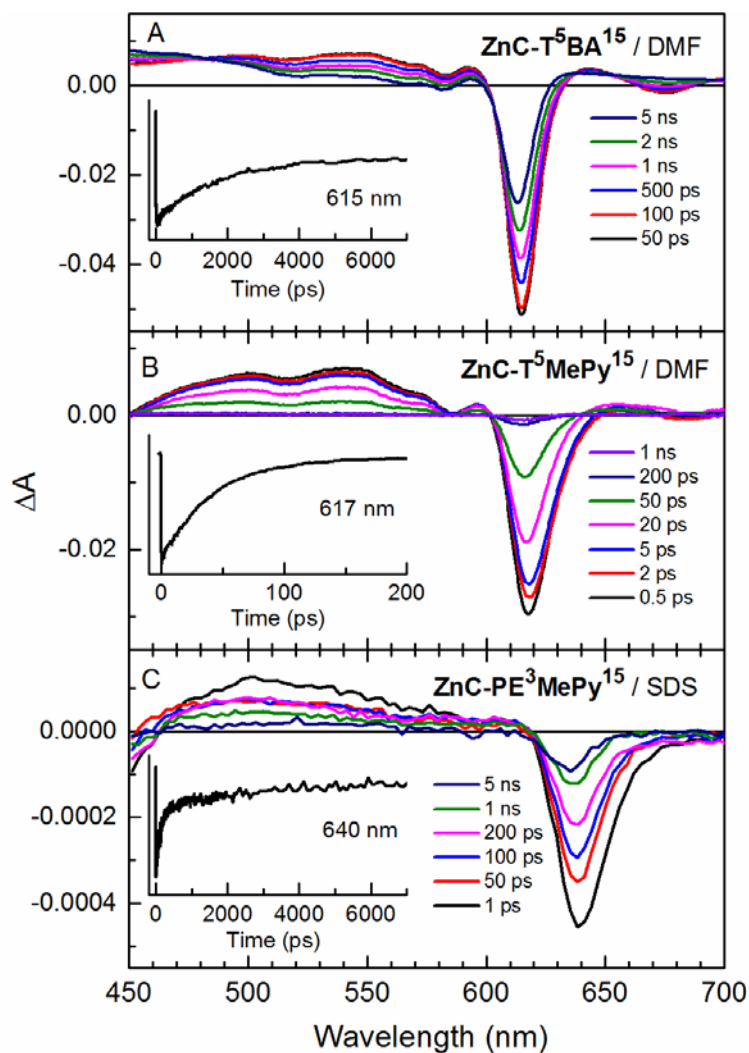 A
ZnC-T⁵BA¹⁵ / DMF
0.00
-0.02
-0.04
5 ns
2 ns
1 ns
500 ps
100 ps
50 ps
615 nm
0 2000 4000 6000
Time (ps)
B
ZnC-T⁵MePy¹⁵ / DMF
0.00
-0.02
ΔA
1 ns
200 ps
50 ps
20 ps
5 ps
2 ps
0.5 ps
617 nm
0 100 200
Time (ps)
C
ZnC-PE³MePy¹⁵ / SDS
0.0000
-0.0002
-0.0004
5 ns
1 ns
200 ps
100 ps
50 ps
1 ps
640 nm
0 2000 4000 6000
Time (ps)
450 500 550 600 650 700
Wavelength (nm)